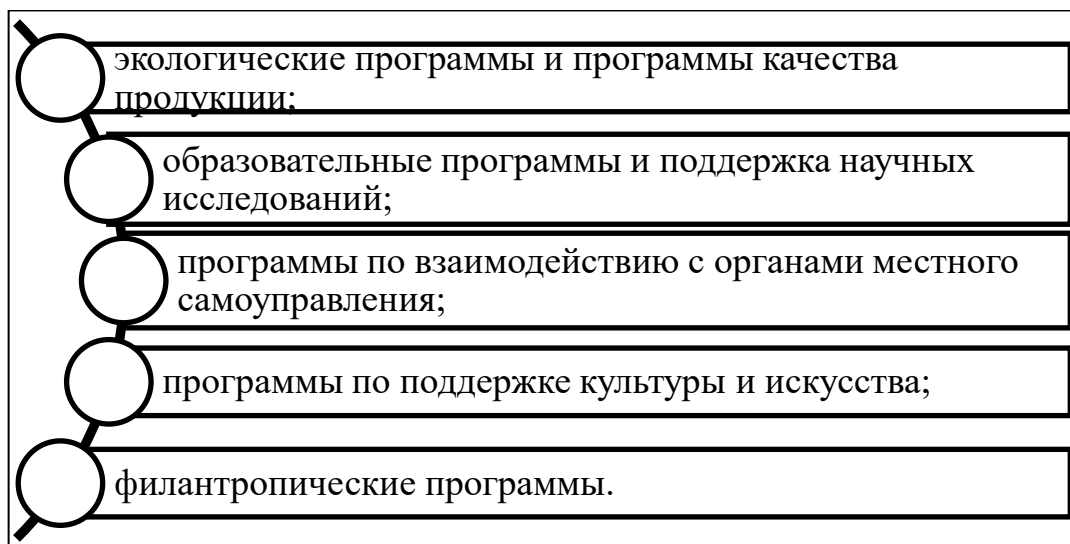 экологические программы и программы качества
продукции;
образовательные программы и поддержка научных
исследований;
программы по взаимодействию с органами местного
самоуправления;
программы по поддержке культуры и искусства;
филантропические программы.